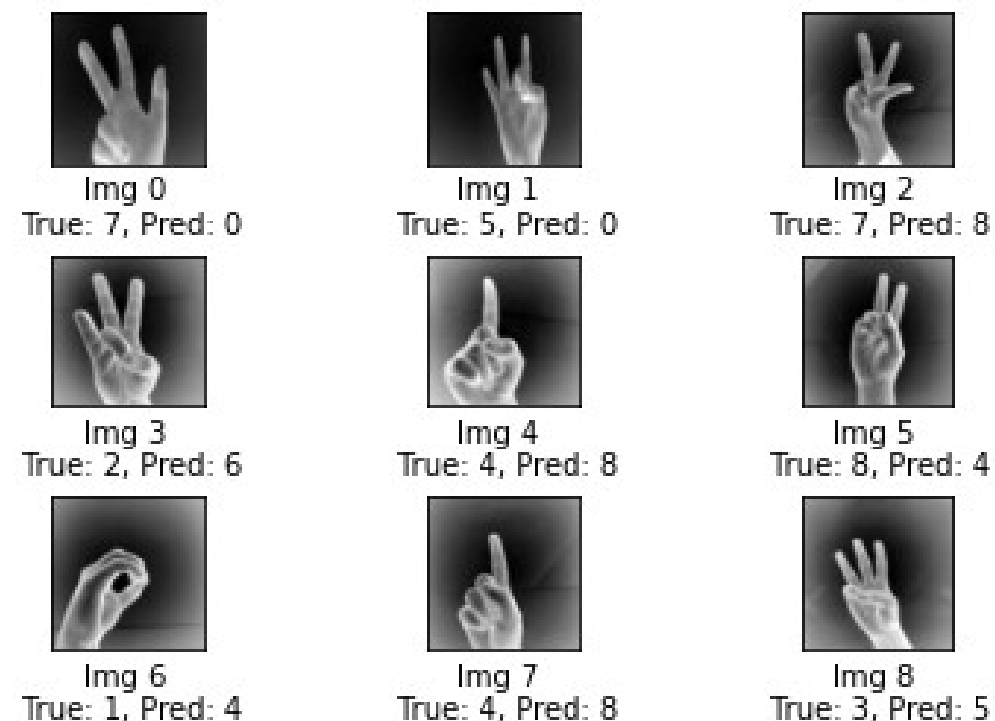 Img 0
True: 7, Pred: 0
Img 1
True: 5, Pred: 0
Img 2
True: 7, Pred: 8
Img 3
True: 2, Pred: 6
Img 4
True: 4, Pred: 8
Img 5
True: 8, Pred: 4
Img 6
True: 1, Pred: 4
Img 7
True: 4, Pred: 8
Img 8
True: 3, Pred: 5